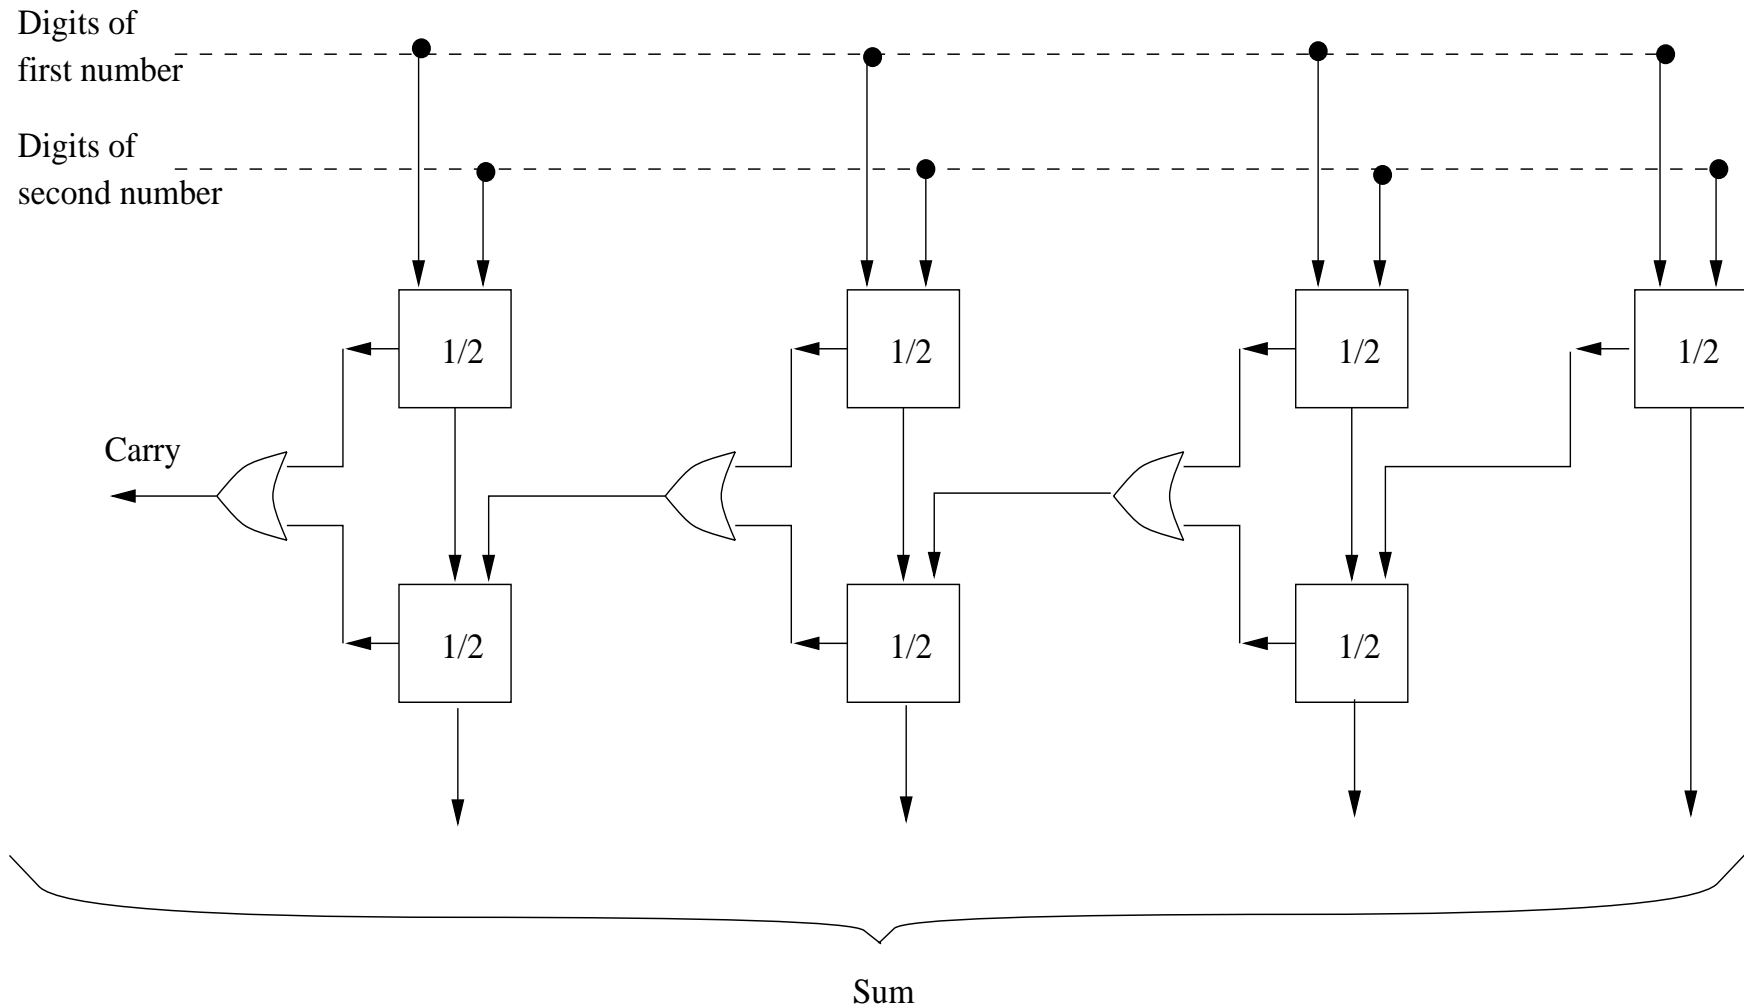 Digits of
first number
Digits of
second number
1/2
1/2
1/2
1/2
Carry
1/2
1/2
1/2
Sum